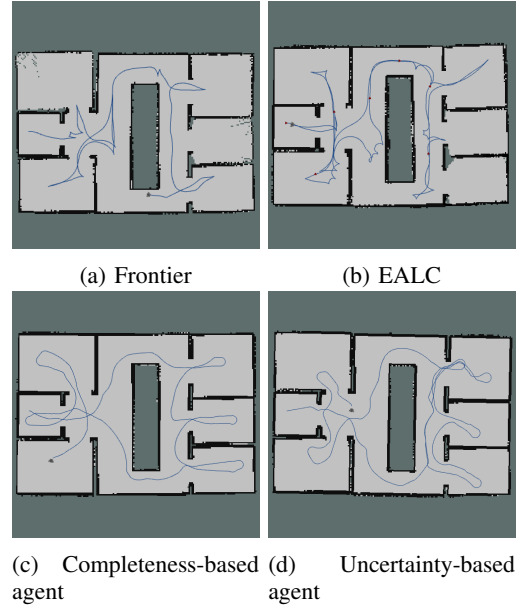 (a) Frontier
(b) EALC
(c) Completeness-based
agent
(d) Uncertainty-based
agent